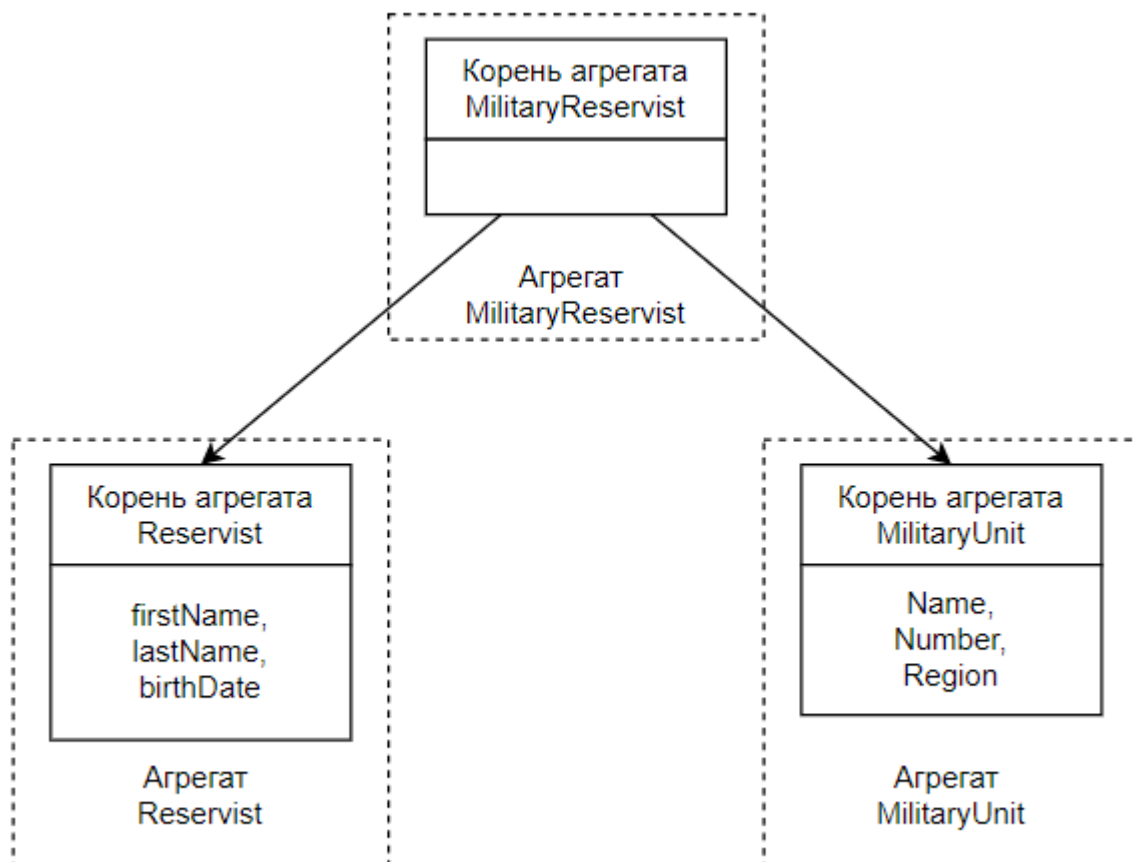 Корень агрегата
MilitaryReservist
Агрегат
MilitaryReservist
Корень агрегата
Reservist
firstName,
lastName,
birthDate
Агрегат
Reservist
Корень агрегата
MilitaryUnit
Name,
Number,
Region
Агрегат
MilitaryUnit